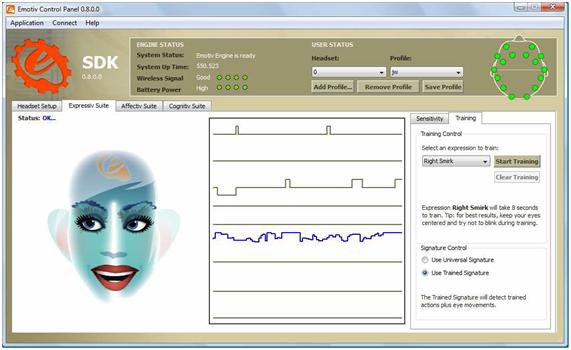 Emotiv Control Panel 0.8.0.0
Application Connect Help
SDK
0.8.0.0
ENGINE STATUS
System Status: Emotiv Engine is ready
System Up Time: 550.523
Wireless Signal Good
Battery Power High
USER STATUS
Headset: Profile:
0 jw
Add Profile... Remove Profile Save Profile
Headset Setup Expressiv Suite Affectiv Suite Cognitiv Suite
Status: OK...
Sensitivity Training
Training Control
Select an expression to train:
Right Smirk Start Training
Clear Training
Expression Right Smirk will take 8 seconds
to train. Tip: for best results, keep your eyes
centered and try not to blink during training.
Signature Control
Use Universal Signature
Use Trained Signature
The Trained Signature will detect trained
actions plus eye movements.